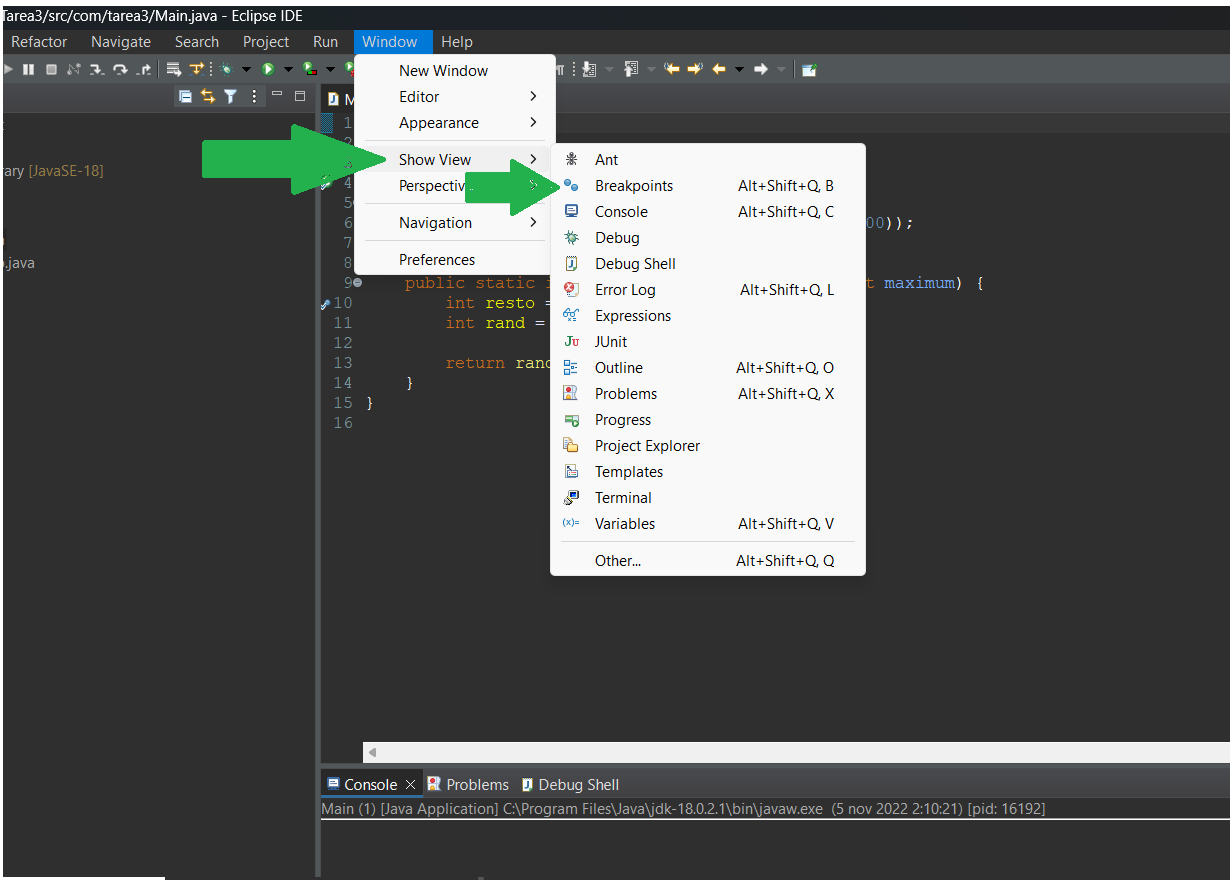 Tarea3/src/com/tarea3/Main.java - Eclipse IDE
Refactor Navigate Search Project Run Window Help
New Window
Editor
Appearance
Show View
Perspectiv
Navigation
Preferences
Ant
Breakpoints Alt+Shift+Q, B
Console Alt+Shift+Q, C
Debug
Debug Shell
Error Log Alt+Shift+Q, L
Expressions
JUnit
Outline Alt+Shift+Q, O
Problems Alt+Shift+Q, X
Progress
Project Explorer
Templates
Terminal
Variables Alt+Shift+Q, V
Other... Alt+Shift+Q, Q
rary [JavaSE-18]
.java
M
1
4
5
6 00));
7
8
9 public static i t maximum) {
10 int resto =
11 int rand =
12
13 return rand
14 }
15 }
16
Console Problems Debug Shell
Main (1) [Java Application] C:\Program Files\Java\jdk-18.0.2.1\bin\javaw.exe (5 nov 2022 2:10:21) [pid: 16192]